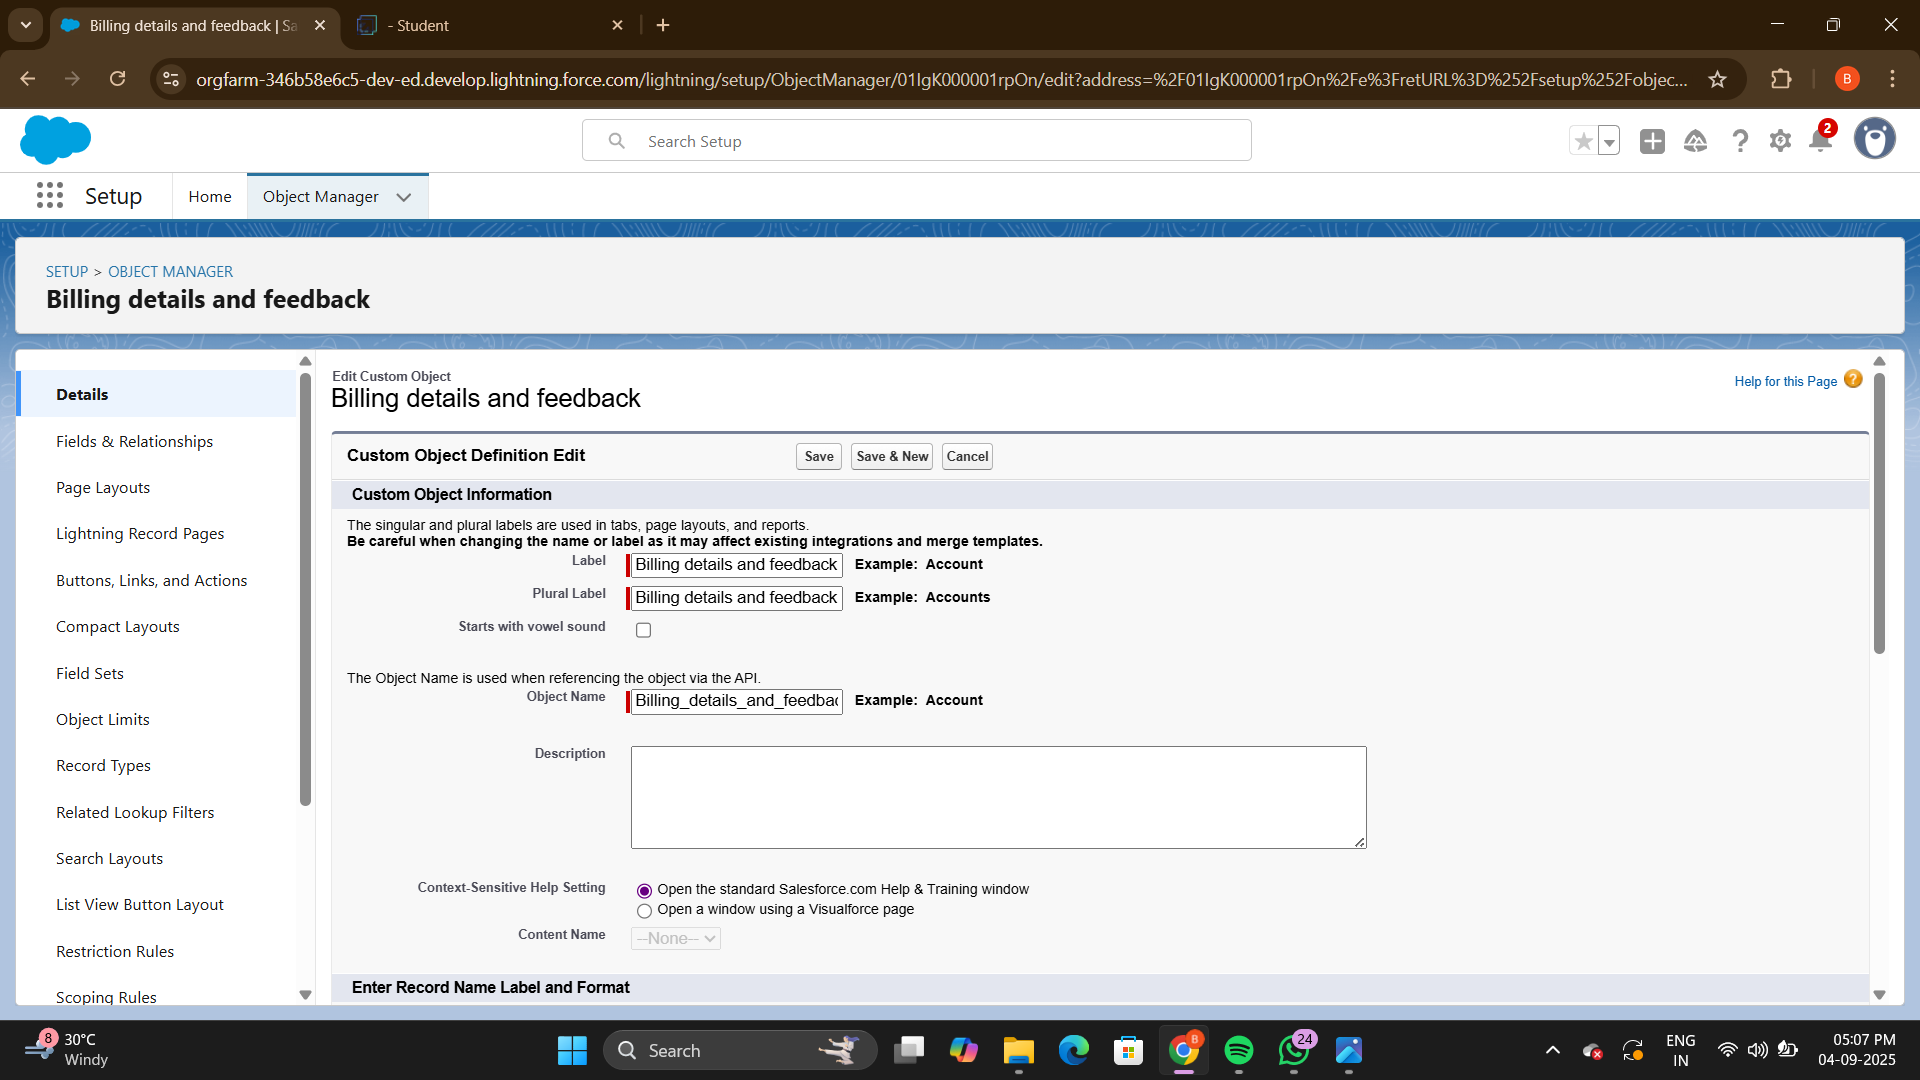 Billing details and feedback | Sa
- Student
orgfarm-346b58e6c5-dev-ed.develop.lightning.force.com/lightning/setup/ObjectManager/01IgK000001rpOn/edit?address=%2F01IgK000001rpOn%2Fe%3FretURL%3D%252Fsetup%252Fobjec...
B
Search Setup
2
Setup
Home
Object Manager
SETUP > OBJECT MANAGER
Billing details and feedback
Details
Fields & Relationships
Page Layouts
Lightning Record Pages
Buttons, Links, and Actions
Compact Layouts
Field Sets
Object Limits
Record Types
Related Lookup Filters
Search Layouts
List View Button Layout
Restriction Rules
Scoping Rules
Edit Custom Object
Billing details and feedback
Help for this Page
Custom Object Definition Edit
Save
Save & New
Cancel
Custom Object Information
The singular and plural labels are used in tabs, page layouts, and reports.
Be careful when changing the name or label as it may affect existing integrations and merge templates.
Label
Billing details and feedback
Example: Account
Plural Label
Billing details and feedback
Example: Accounts
Starts with vowel sound
The Object Name is used when referencing the object via the API.
Object Name
Billing_details_and_feedbac
Example: Account
Description
Context-Sensitive Help Setting
Open the standard Salesforce.com Help & Training window
Open a window using a Visualforce page
Content Name
--None--
Enter Record Name Label and Format
8
30°C
Windy
Search
B
24
ENG
IN
05:07 PM
04-09-2025